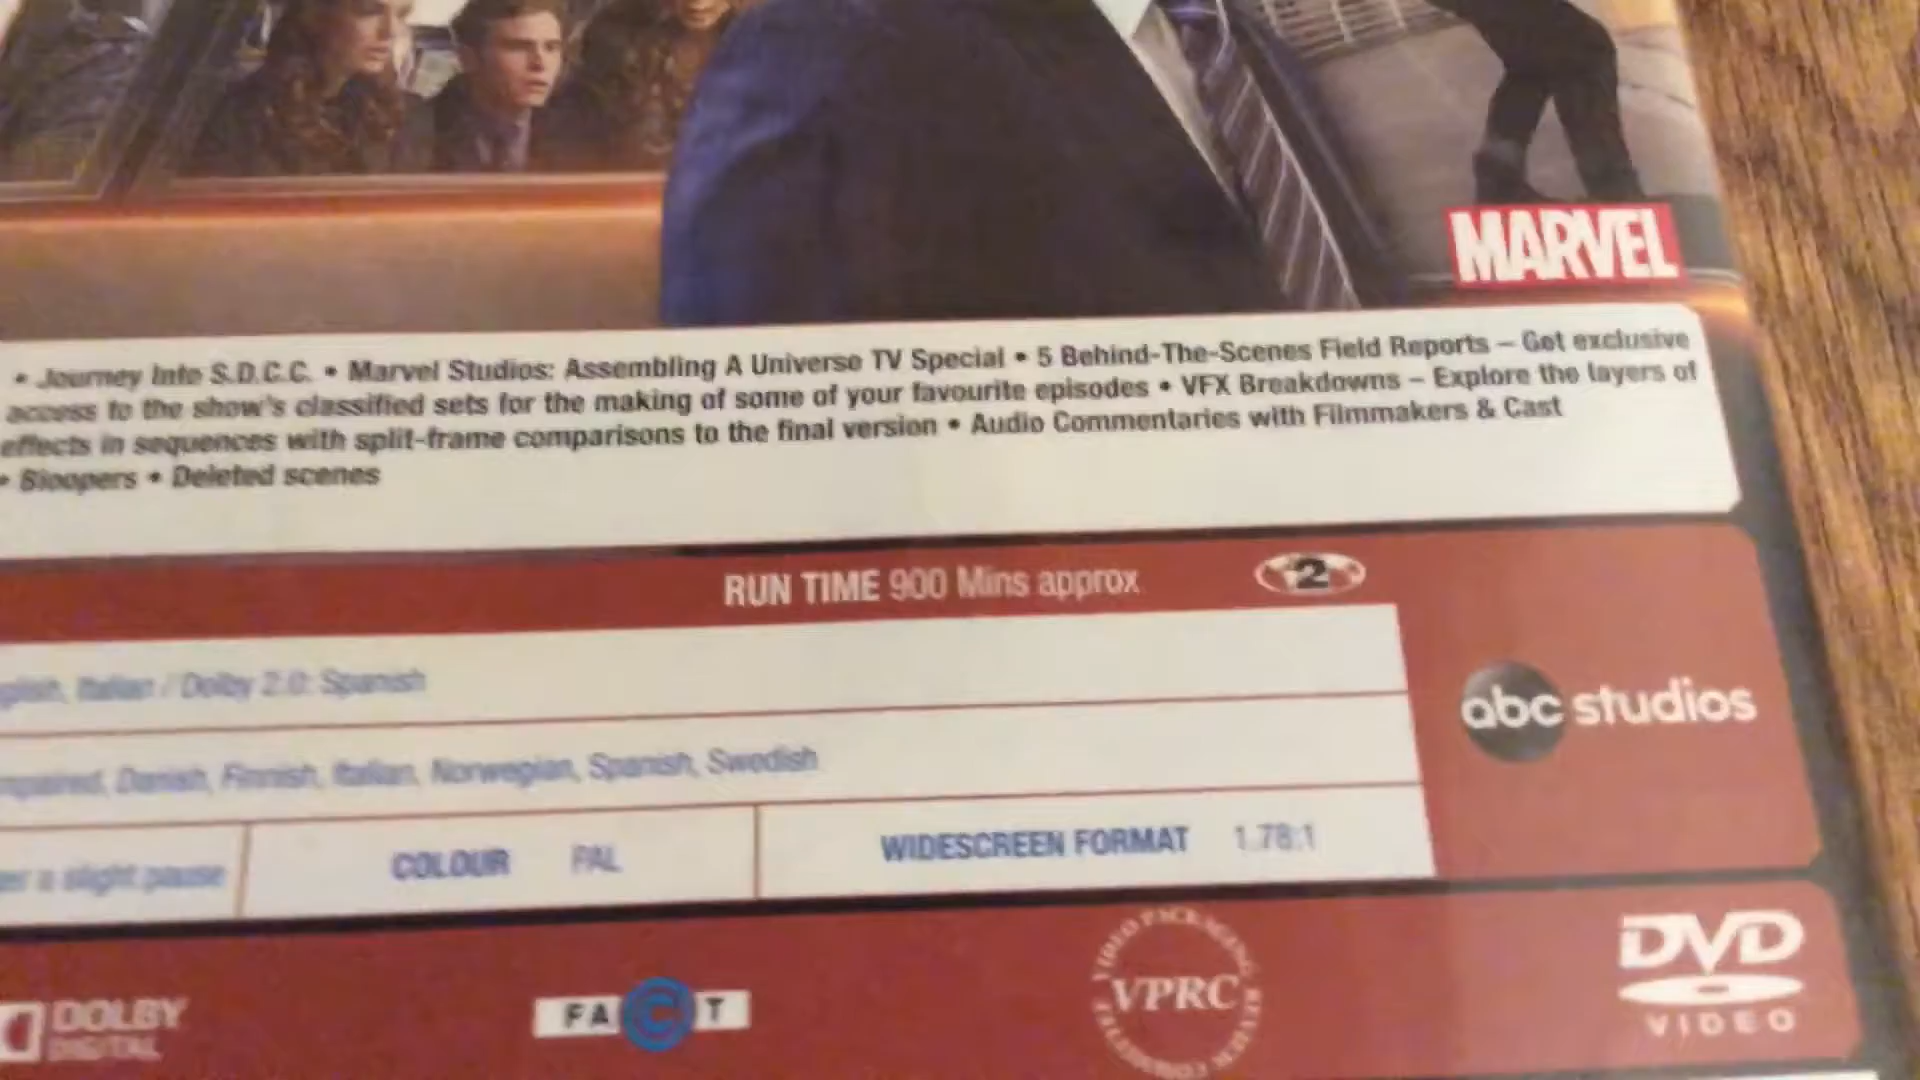 MARVEL
• Journey Into S.D.C.C. • Marvel Studios: Assembling A Universe TV Special • 5 Behind-The-Scenes Field Reports – Get exclusive
access to the show's classified sets for the making of some of your favourite episodes • VFX Breakdowns – Explore the layers of
effects in sequences with split-frame comparisons to the final version • Audio Commentaries with Filmmakers & Cast
• Bloopers • Deleted scenes
RUN TIME 900 Mins approx 2
Italian / Dolby 2.0: Spanish
abc studios
Danish, Finnish, Italian, Norwegian, Spanish, Swedish
a slight pause COLOUR PAL WIDESCREEN FORMAT 1.78:1
DOLBY
DIGITAL
FACT
VIDEO PACKAGING
VPRC
DVD
VIDEO